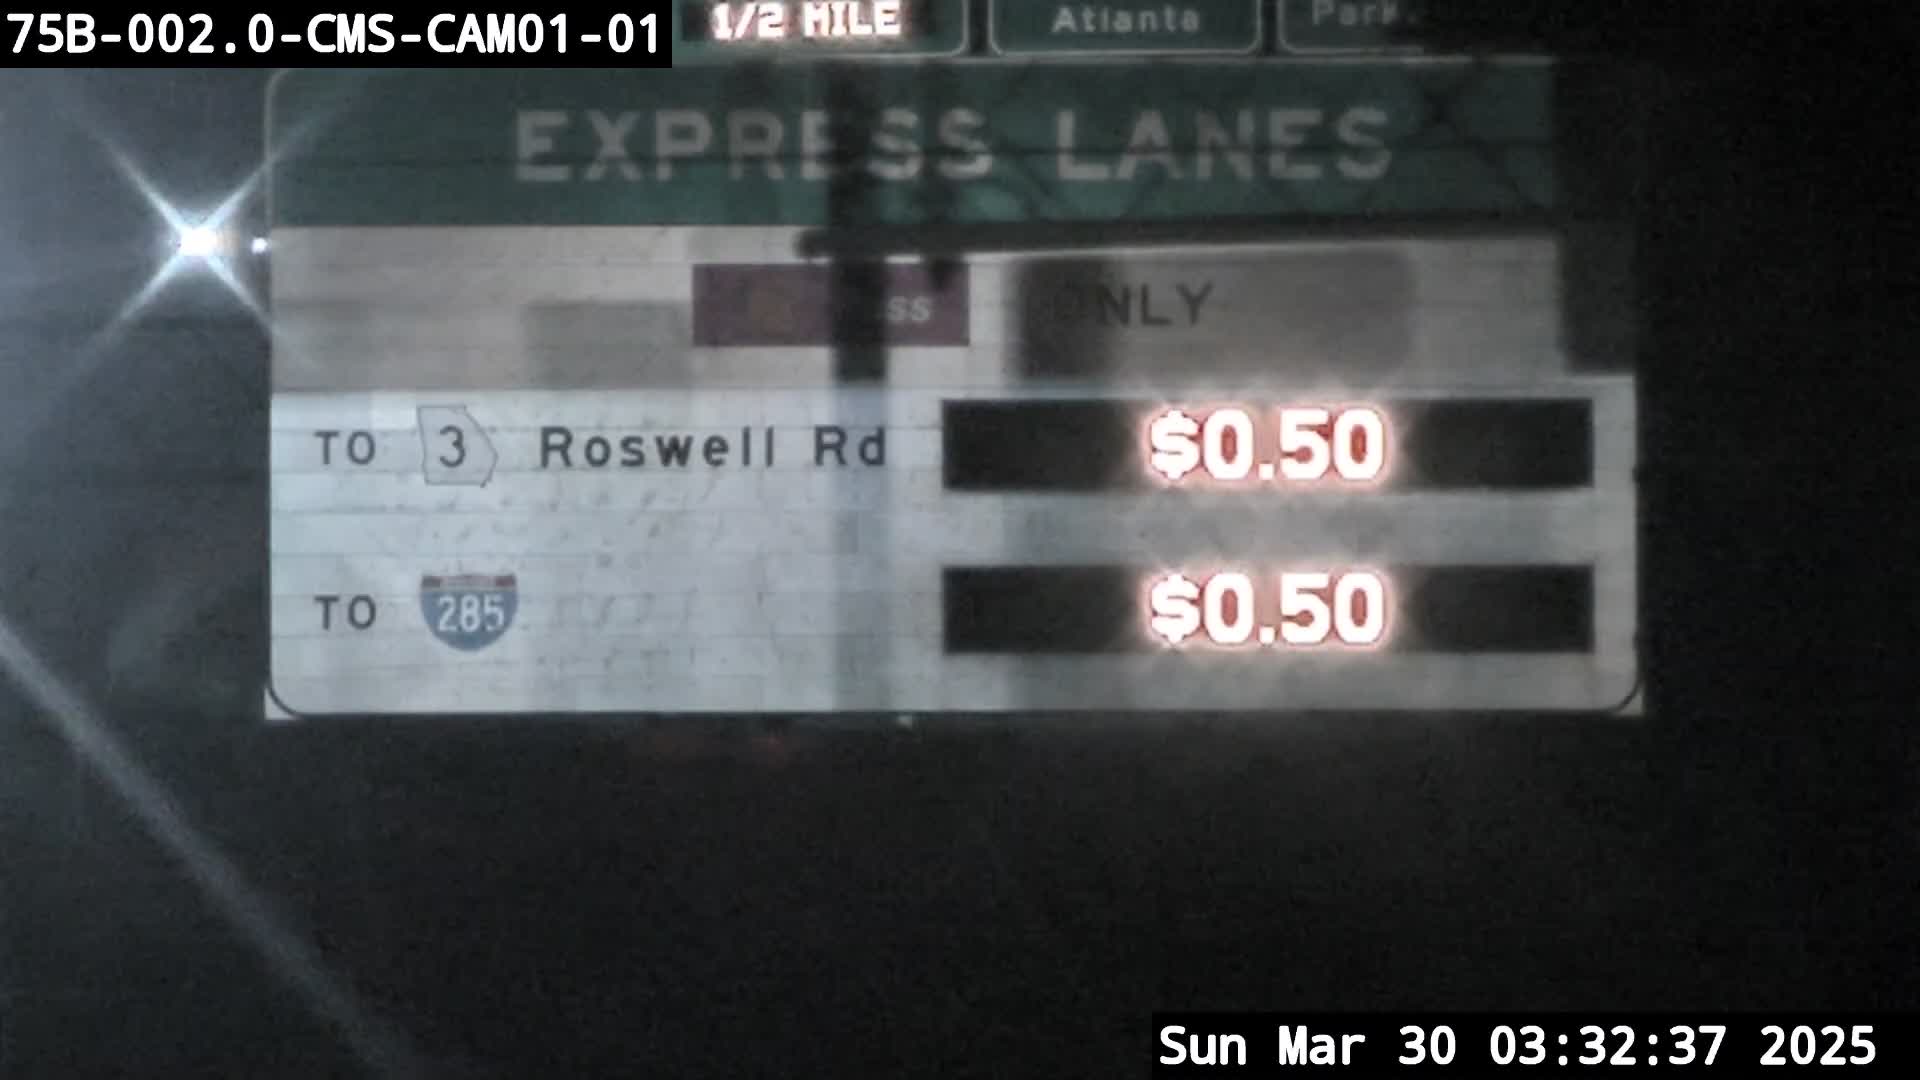 75B-002.0-CMS-CAM01-01
1/2 MILE
Atlanta
EXPRESS LANES
ONLY
TO 3 Roswell Rd $0.50
TO 285 $0.50
Sun Mar 30 03:32:37 2025